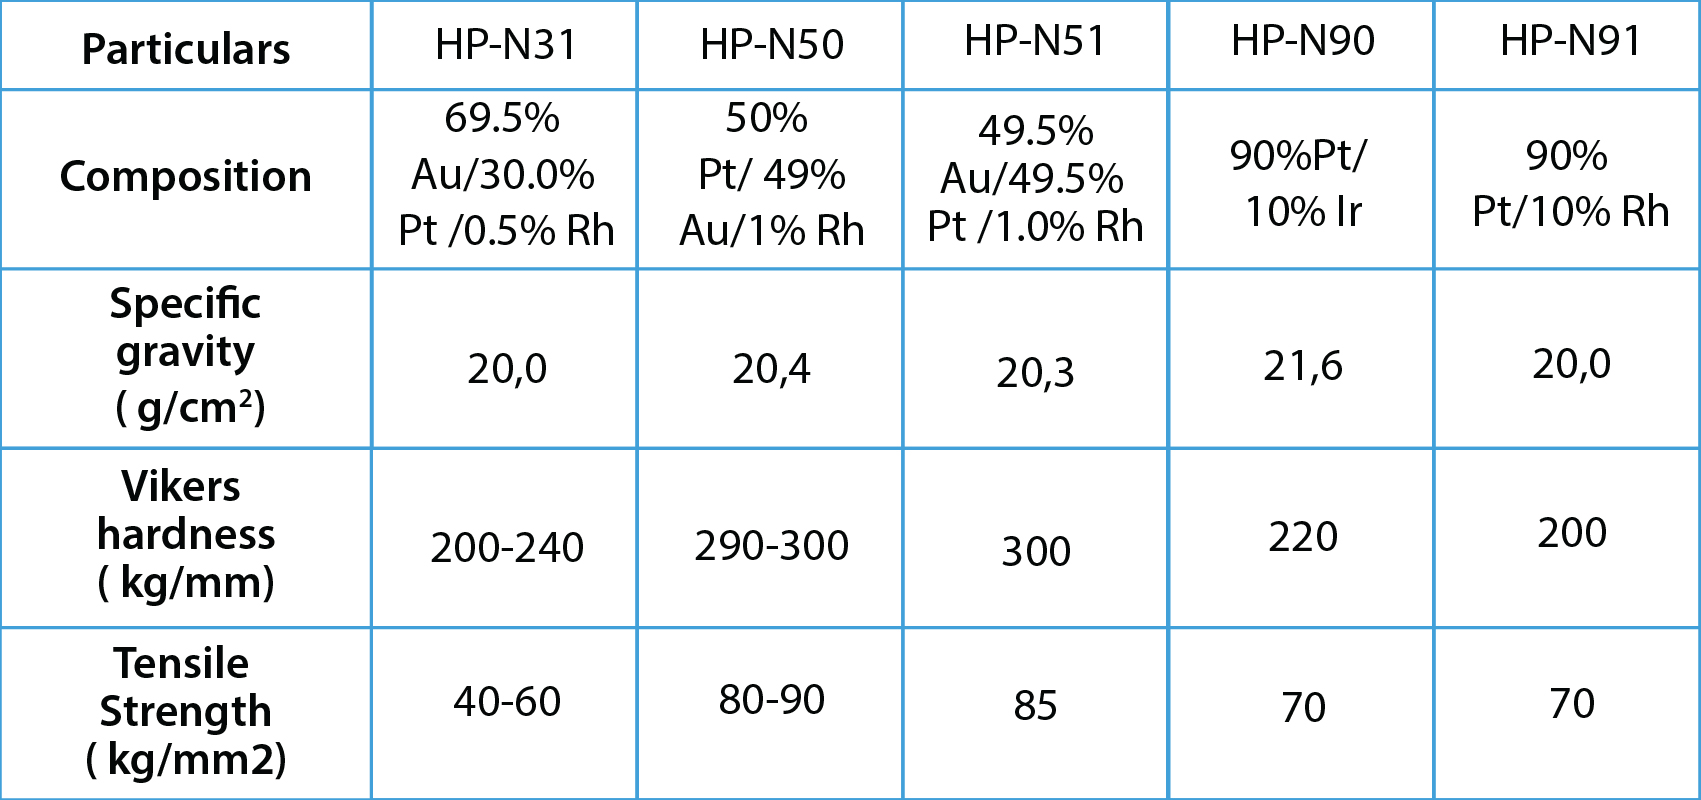 Particulars
HP-N31
HP-N50
HP-N51
HP-N90
HP-N91
Composition
69.5%
Au/30.0%
Pt /0.5% Rh
50%
Pt/ 49%
Au/1% Rh
49.5%
Au/49.5%
Pt /1.0% Rh
90%Pt/
10% Ir
90%
Pt/10% Rh
Specific
gravity
( g/cm²)
20,0
20,4
20,3
21,6
20,0
Vikers
hardness
( kg/mm)
200-240
290-300
300
220
200
Tensile
Strength
( kg/mm2)
40-60
80-90
85
70
70